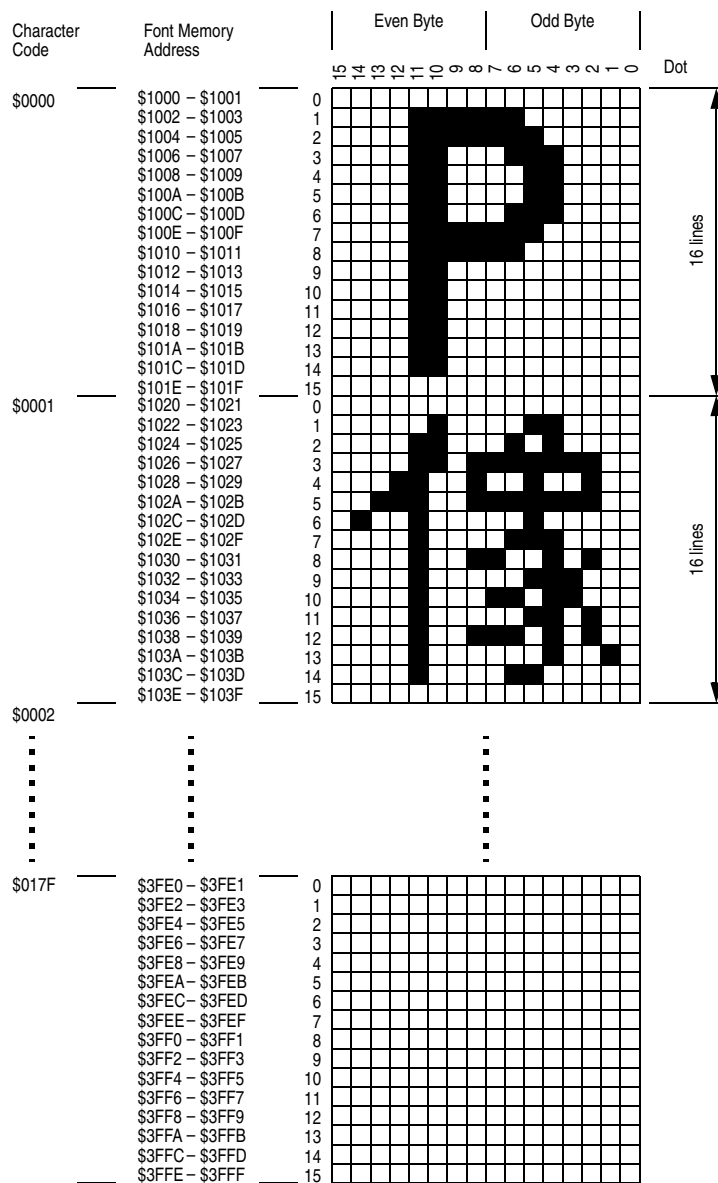 Character Code
Font Memory Address
Even Byte
Odd Byte
15 14 13 12 11 10 9 8 7 6 5 4 3 2 1 0
Dot
$0000
$1000 – $1001 0
$1002 – $1003 1
$1004 – $1005 2
$1006 – $1007 3
$1008 – $1009 4
$100A – $100B 5
$100C – $100D 6
$100E – $100F 7
$1010 – $1011 8
$1012 – $1013 9
$1014 – $1015 10
$1016 – $1017 11
$1018 – $1019 12
$101A – $101B 13
$101C – $101D 14
$101E – $101F 15
P
16 lines
$0001
$1020 – $1021 0
$1022 – $1023 1
$1024 – $1025 2
$1026 – $1027 3
$1028 – $1029 4
$102A – $102B 5
$102C – $102D 6
$102E – $102F 7
$1030 – $1031 8
$1032 – $1033 9
$1034 – $1035 10
$1036 – $1037 11
$1038 – $1039 12
$103A – $103B 13
$103C – $103D 14
$103E – $103F 15
像
16 lines
$0002
$017F
$3FE0 – $3FE1 0
$3FE2 – $3FE3 1
$3FE4 – $3FE5 2
$3FE6 – $3FE7 3
$3FE8 – $3FE9 4
$3FEA – $3FEB 5
$3FEC – $3FED 6
$3FEE – $3FEF 7
$3FF0 – $3FF1 8
$3FF2 – $3FF3 9
$3FF4 – $3FF5 10
$3FF6 – $3FF7 11
$3FF8 – $3FF9 12
$3FFA – $3FFB 13
$3FFC – $3FFD 14
$3FFE – $3FFF 15